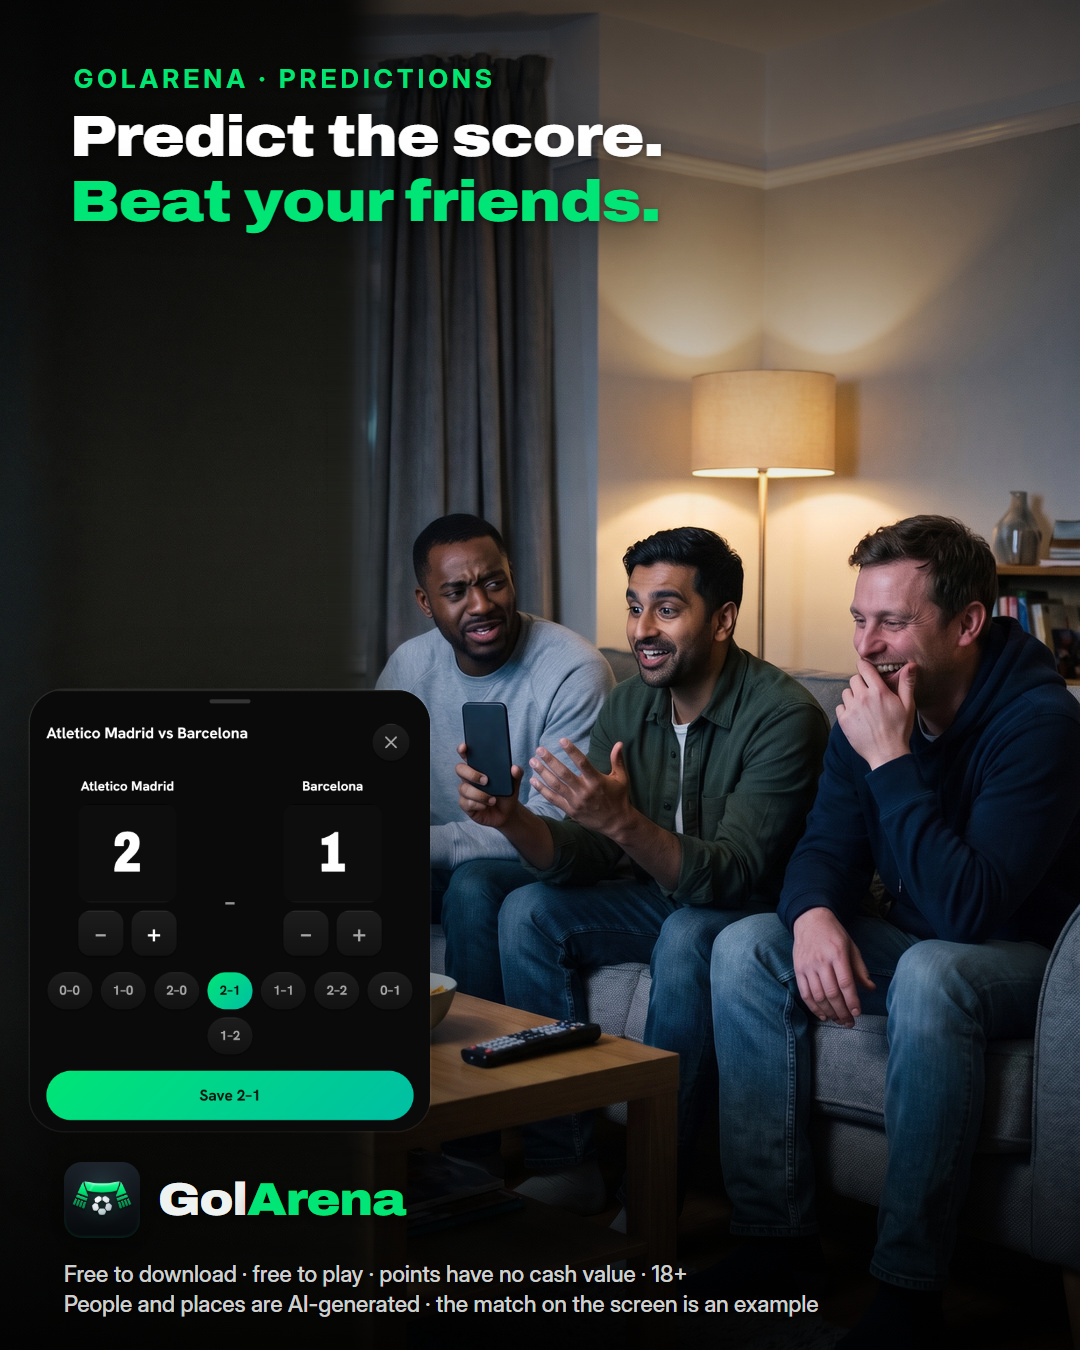 GOLARENA · PREDICTIONS
Predict the score.
Beat your friends.
Atletico Madrid vs Barcelona
Atletico Madrid
Barcelona
2
1
–
− +
− +
0-0 1-0 2-0 2-1 1-1 2-2 0-1
1-2
Save 2-1
GolArena
Free to download · free to play · points have no cash value · 18+
People and places are AI-generated · the match on the screen is an example